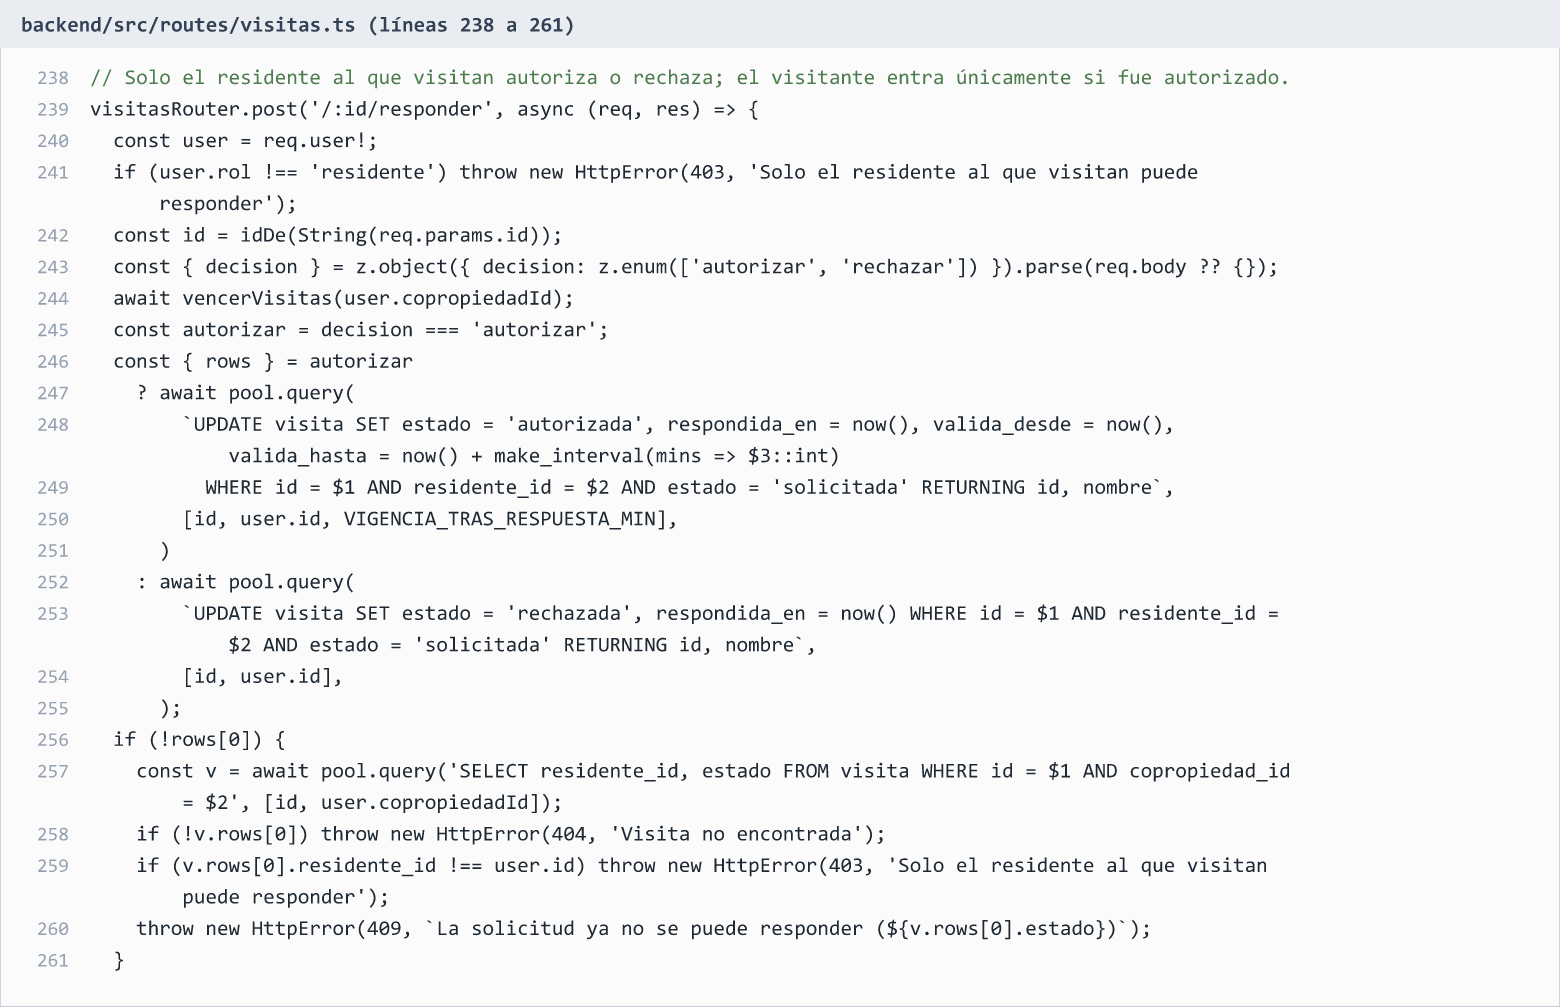 backend/src/routes/visitas.ts (líneas 238 a 261)
238 // Solo el residente al que visitan autoriza o rechaza; el visitante entra únicamente si fue autorizado.
239 visitasRouter.post('/:id/responder', async (req, res) => {
240   const user = req.user!;
241   if (user.rol !== 'residente') throw new HttpError(403, 'Solo el residente al que visitan puede
responder');
242   const id = idDe(String(req.params.id));
243   const { decision } = z.object({ decision: z.enum(['autorizar', 'rechazar']) }).parse(req.body ?? {});
244   await vencerVisitas(user.copropiedadId);
245   const autorizar = decision === 'autorizar';
246   const { rows } = autorizar
247     ? await pool.query(
248         `UPDATE visita SET estado = 'autorizada', respondida_en = now(), valida_desde = now(),
valida_hasta = now() + make_interval(mins => $3::int)
249           WHERE id = $1 AND residente_id = $2 AND estado = 'solicitada' RETURNING id, nombre`,
250         [id, user.id, VIGENCIA_TRAS_RESPUESTA_MIN],
251       )
252     : await pool.query(
253         `UPDATE visita SET estado = 'rechazada', respondida_en = now() WHERE id = $1 AND residente_id =
$2 AND estado = 'solicitada' RETURNING id, nombre`,
254         [id, user.id],
255       );
256   if (!rows[0]) {
257     const v = await pool.query('SELECT residente_id, estado FROM visita WHERE id = $1 AND copropiedad_id
= $2', [id, user.copropiedadId]);
258     if (!v.rows[0]) throw new HttpError(404, 'Visita no encontrada');
259     if (v.rows[0].residente_id !== user.id) throw new HttpError(403, 'Solo el residente al que visitan
puede responder');
260     throw new HttpError(409, `La solicitud ya no se puede responder (${v.rows[0].estado})`);
261   }